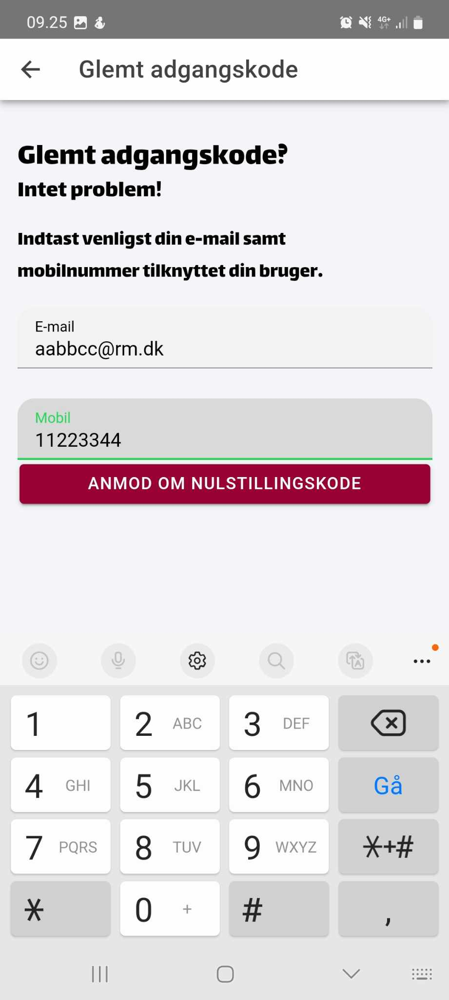 09.25
4G+
Glemt adgangskode
Glemt adgangskode?
Intet problem!
Indtast venligst din e-mail samt
mobilnummer tilknyttet din bruger.
E-mail
aabbcc@rm.dk
Mobil
11223344
ANMOD OM NULSTILLINGSKODE
1 2 ABC 3 DEF
4 GHI 5 JKL 6 MNO Gå
7 PQRS 8 TUV 9 WXYZ *+#
* 0 + # ,